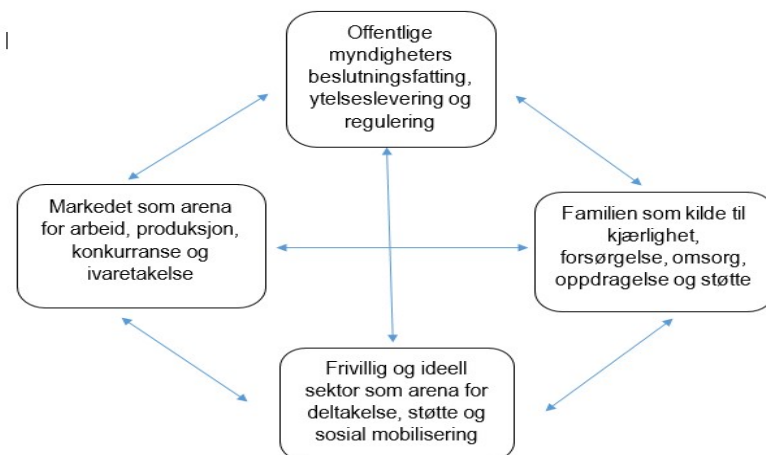 Offentlige
myndigheters
beslutningsfatting,
ytelseslevering og
regulering
Markedet som arena
for arbeid, produksjon,
konkurranse og
ivaretakelse
Familien som kilde til
kjærlighet,
forsørgelse, omsorg,
oppdragelse og støtte
Frivillig og ideell
sektor som arena for
deltakelse, støtte og
sosial mobilisering